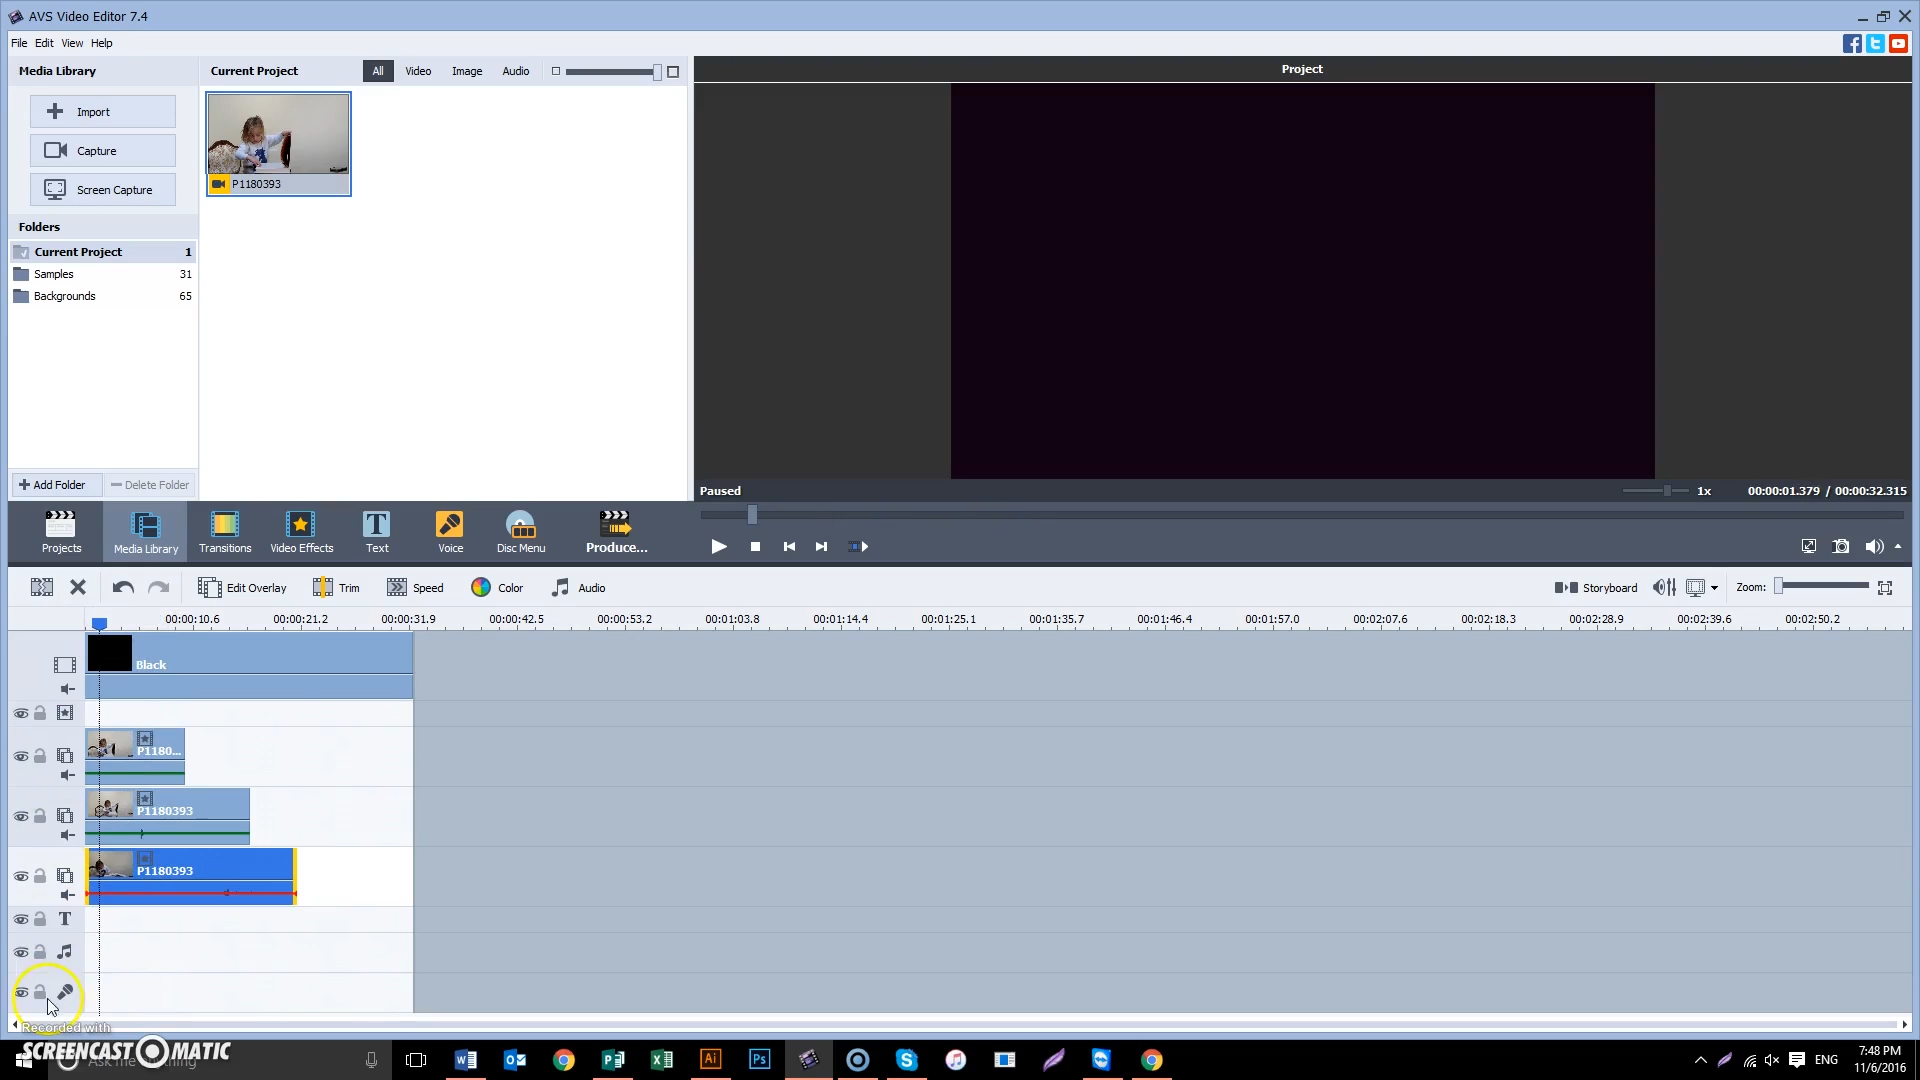 AVS Video Editor 7.4
File Edit View Help
Media Library
Current Project
All Video Image Audio
Project
Import
Capture
Screen Capture
P1180393
Folders
Current Project 1
Samples 31
Backgrounds 65
Add Folder
Delete Folder
Paused
1x
00:00:01.379 / 00:00:32.315
Projects
Media Library
Transitions
Video Effects
Text
Voice
Disc Menu
Produce...
Edit Overlay
Trim
Speed
Color
Audio
Storyboard
Zoom:
00:00:10.6 00:00:21.2 00:00:31.9 00:00:42.5 00:00:53.2 00:01:03.8 00:01:14.4 00:01:25.1 00:01:35.7 00:01:46.4 00:01:57.0 00:02:07.6 00:02:18.3 00:02:28.9 00:02:39.6 00:02:50.2
Black
P1180...
P1180393
P1180393
Recorded with
SCREENCAST MATIC
Ask me anything
ENG
7:48 PM
11/6/2016